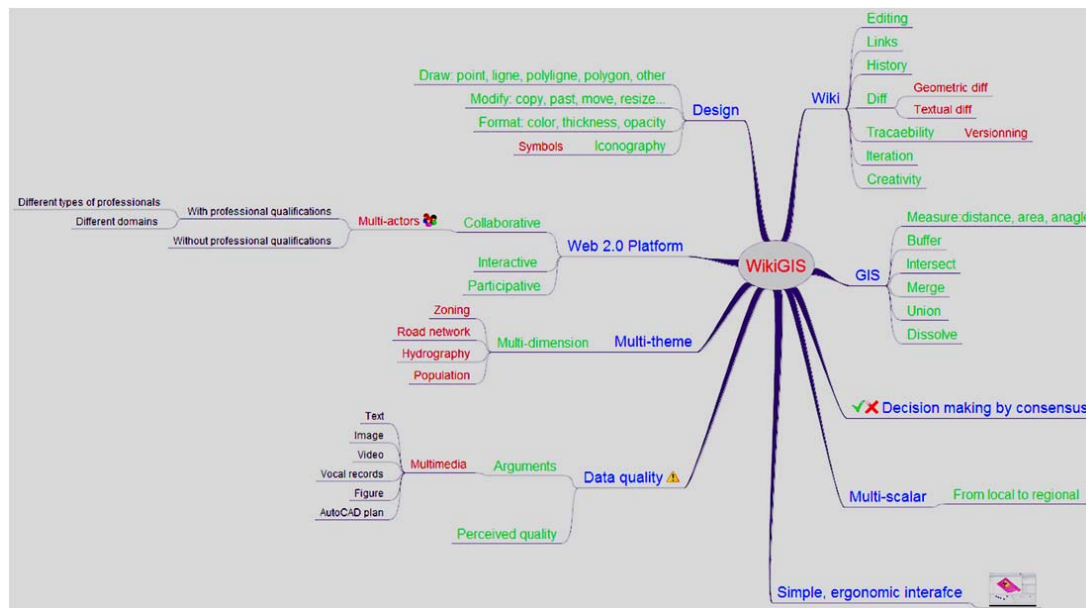 WikiGIS
Wiki
Editing
Links
History
Diff
Geometric diff
Textual diff
Tracaebility
Versionning
Iteration
Creativity
GIS
Measure:distance, area, anagle
Buffer
Intersect
Merge
Union
Dissolve
Decision making by consensus
Multi-scalar
From local to regional
Simple, ergonomic interafce
Design
Draw: point, ligne, polyligne, polygon, other
Modify: copy, past, move, resize...
Format: color, thickness, opacity
Iconography
Symbols
Web 2.0 Platform
Collaborative
Multi-actors
With professional qualifications
Different types of professionals
Different domains
Without professional qualifications
Interactive
Participative
Multi-theme
Multi-dimension
Zoning
Road network
Hydrography
Population
Data quality
Arguments
Multimedia
Text
Image
Video
Vocal records
Figure
AutoCAD plan
Perceived quality